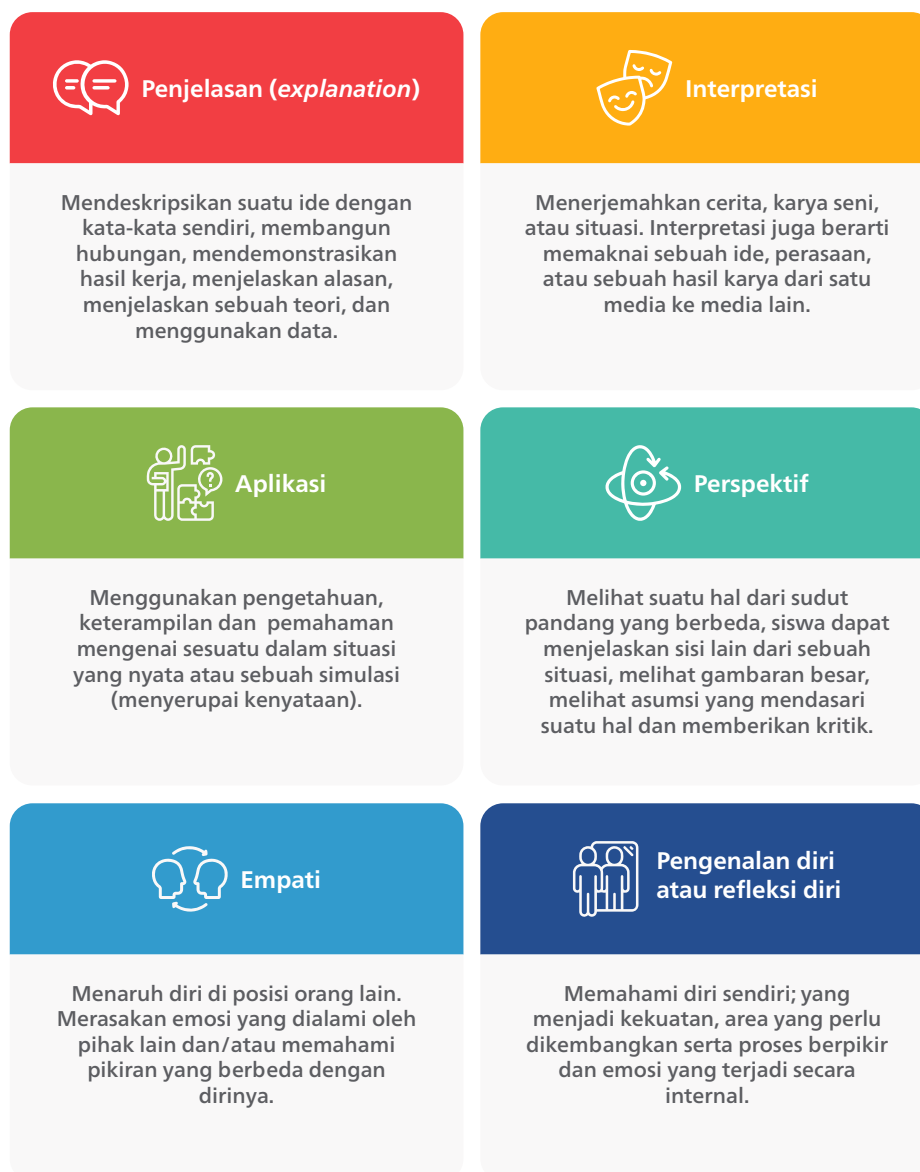 Penjelasan (explanation)
Mendeskripsikan suatu ide dengan
kata-kata sendiri, membangun
hubungan, mendemonstrasikan
hasil kerja, menjelaskan alasan,
menjelaskan sebuah teori, dan
menggunakan data.
Interpretasi
Menerjemahkan cerita, karya seni,
atau situasi. Interpretasi juga berarti
memaknai sebuah ide, perasaan,
atau sebuah hasil karya dari satu
media ke media lain.
Aplikasi
?
Menggunakan pengetahuan,
keterampilan dan pemahaman
mengenai sesuatu dalam situasi
yang nyata atau sebuah simulasi
(menyerupai kenyataan).
Perspektif
Melihat suatu hal dari sudut
pandang yang berbeda, siswa dapat
menjelaskan sisi lain dari sebuah
situasi, melihat gambaran besar,
melihat asumsi yang mendasari
suatu hal dan memberikan kritik.
Empati
Menaruh diri di posisi orang lain.
Merasakan emosi yang dialami oleh
pihak lain dan/atau memahami
pikiran yang berbeda dengan
dirinya.
Pengenalan diri
atau refleksi diri
Memahami diri sendiri; yang
menjadi kekuatan, area yang perlu
dikembangkan serta proses berpikir
dan emosi yang terjadi secara
internal.